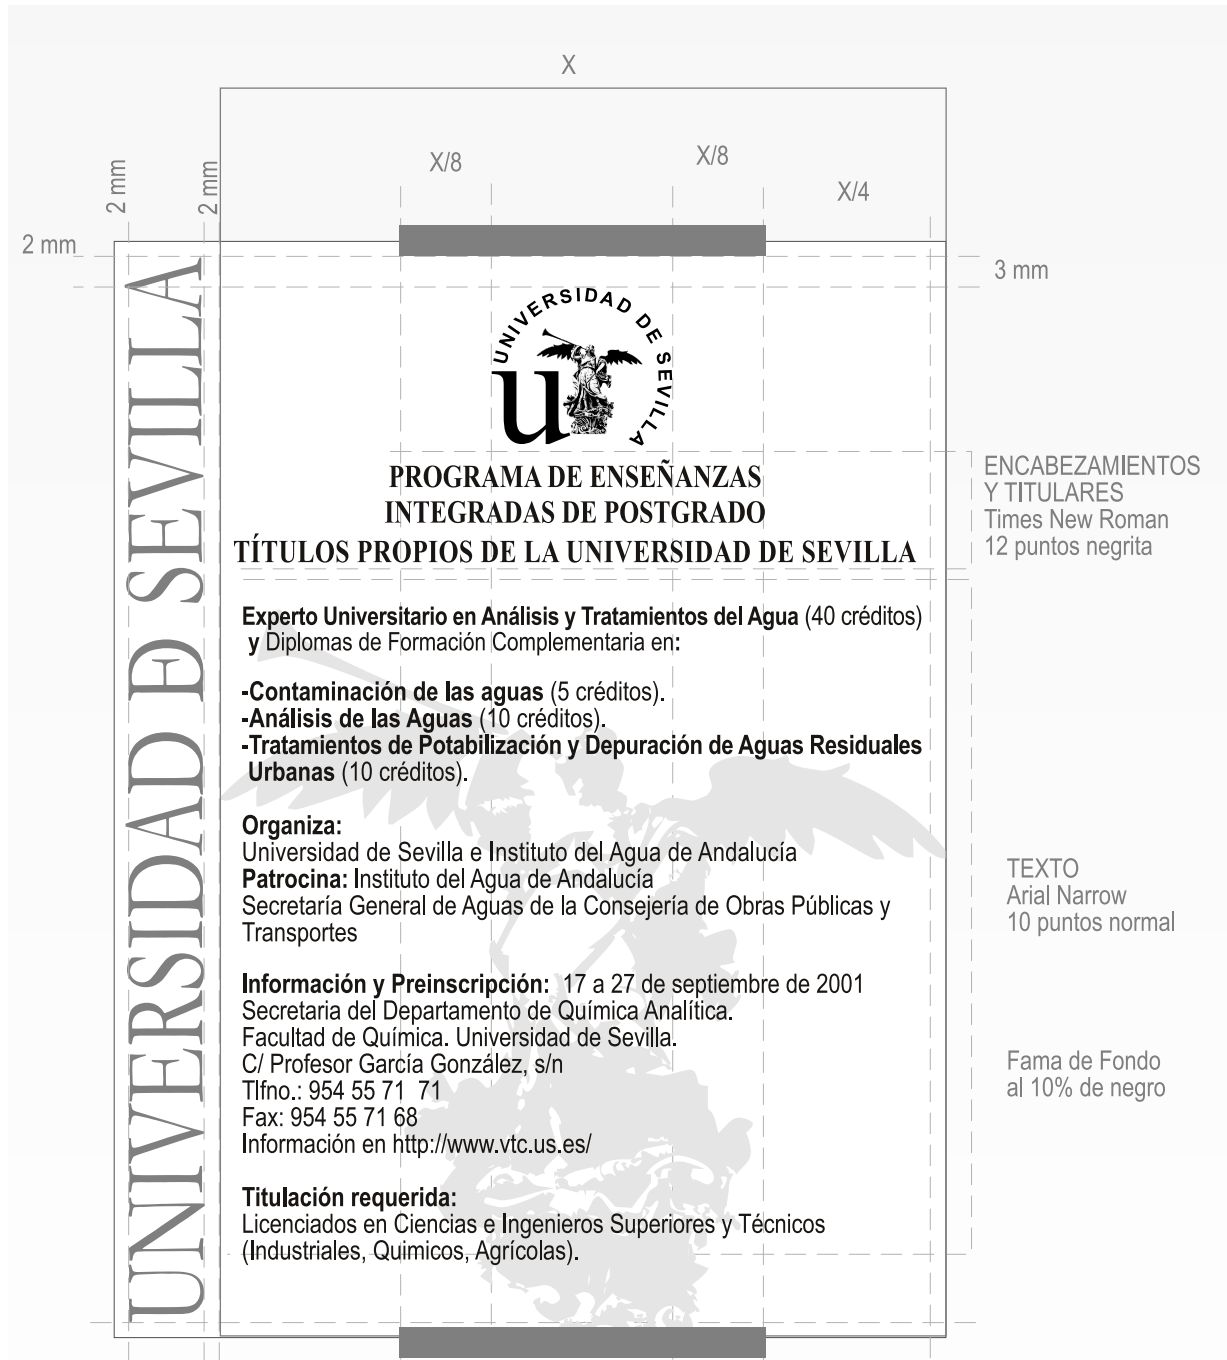 X
X/8
X/8
X/4
2 mm
2 mm
2 mm
3 mm
UNIVERSIDAD DE SEVILLA
UNIVERSIDAD DE SEVILLA
u
PROGRAMA DE ENSEÑANZAS
INTEGRADAS DE POSTGRADO
TÍTULOS PROPIOS DE LA UNIVERSIDAD DE SEVILLA
ENCABEZAMIENTOS
Y TITULARES
Times New Roman
12 puntos negrita
Experto Universitario en Análisis y Tratamientos del Agua (40 créditos)
y Diplomas de Formación Complementaria en:
-Contaminación de las aguas (5 créditos).
-Análisis de las Aguas (10 créditos).
-Tratamientos de Potabilización y Depuración de Aguas Residuales
Urbanas (10 créditos).
Organiza:
Universidad de Sevilla e Instituto del Agua de Andalucía
Patrocina: Instituto del Agua de Andalucía
Secretaría General de Aguas de la Consejería de Obras Públicas y
Transportes
TEXTO
Arial Narrow
10 puntos normal
Información y Preinscripción: 17 a 27 de septiembre de 2001
Secretaria del Departamento de Química Analítica.
Facultad de Química. Universidad de Sevilla.
C/ Profesor García González, s/n
Tlfno.: 954 55 71 71
Fax: 954 55 71 68
Información en http://www.vtc.us.es/
Fama de Fondo
al 10% de negro
Titulación requerida:
Licenciados en Ciencias e Ingenieros Superiores y Técnicos
(Industriales, Quimicos, Agrícolas).